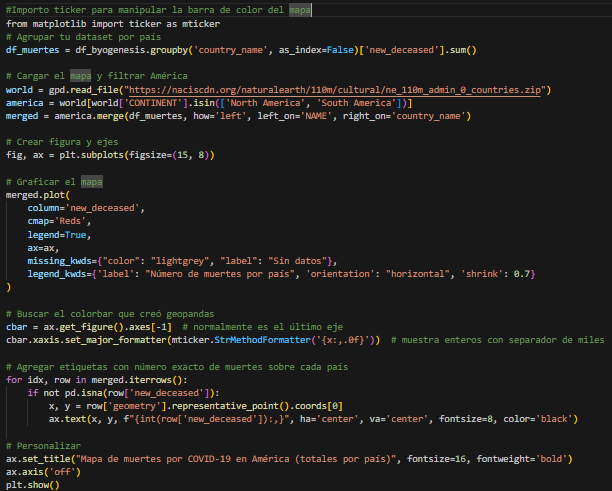 #Importo ticker para manipular la barra de color del mapa
from matplotlib import ticker as mticker
# Agrupar tu dataset por país
df_muertes = df_byogenesis.groupby('country_name', as_index=False)['new_deceased'].sum()

# Cargar el mapa y filtrar América
world = gpd.read_file("https://naciscdn.org/naturalearth/110m/cultural/ne_110m_admin_0_countries.zip")
america = world[world['CONTINENT'].isin(['North America', 'South America'])]
merged = america.merge(df_muertes, how='left', left_on='NAME', right_on='country_name')

# Crear figura y ejes
fig, ax = plt.subplots(figsize=(15, 8))

# Graficar el mapa
merged.plot(
    column='new_deceased',
    cmap='Reds',
    legend=True,
    ax=ax,
    missing_kwds={"color": "lightgrey", "label": "Sin datos"},
    legend_kwds={'label': "Número de muertes por país", 'orientation': "horizontal", 'shrink': 0.7}
)

# Buscar el colorbar que creó geopandas
cbar = ax.get_figure().axes[-1]  # normalmente es el último eje
cbar.xaxis.set_major_formatter(mticker.StrMethodFormatter('{x:,.0f}'))  # muestra enteros con separador de miles

# Agregar etiquetas con número exacto de muertes sobre cada país
for idx, row in merged.iterrows():
    if not pd.isna(row['new_deceased']):
        x, y = row['geometry'].representative_point().coords[0]
        ax.text(x, y, f"{int(row['new_deceased']):,}", ha='center', va='center', fontsize=8, color='black')

# Personalizar
ax.set_title("Mapa de muertes por COVID-19 en América (totales por país)", fontsize=16, fontweight='bold')
ax.axis('off')
plt.show()